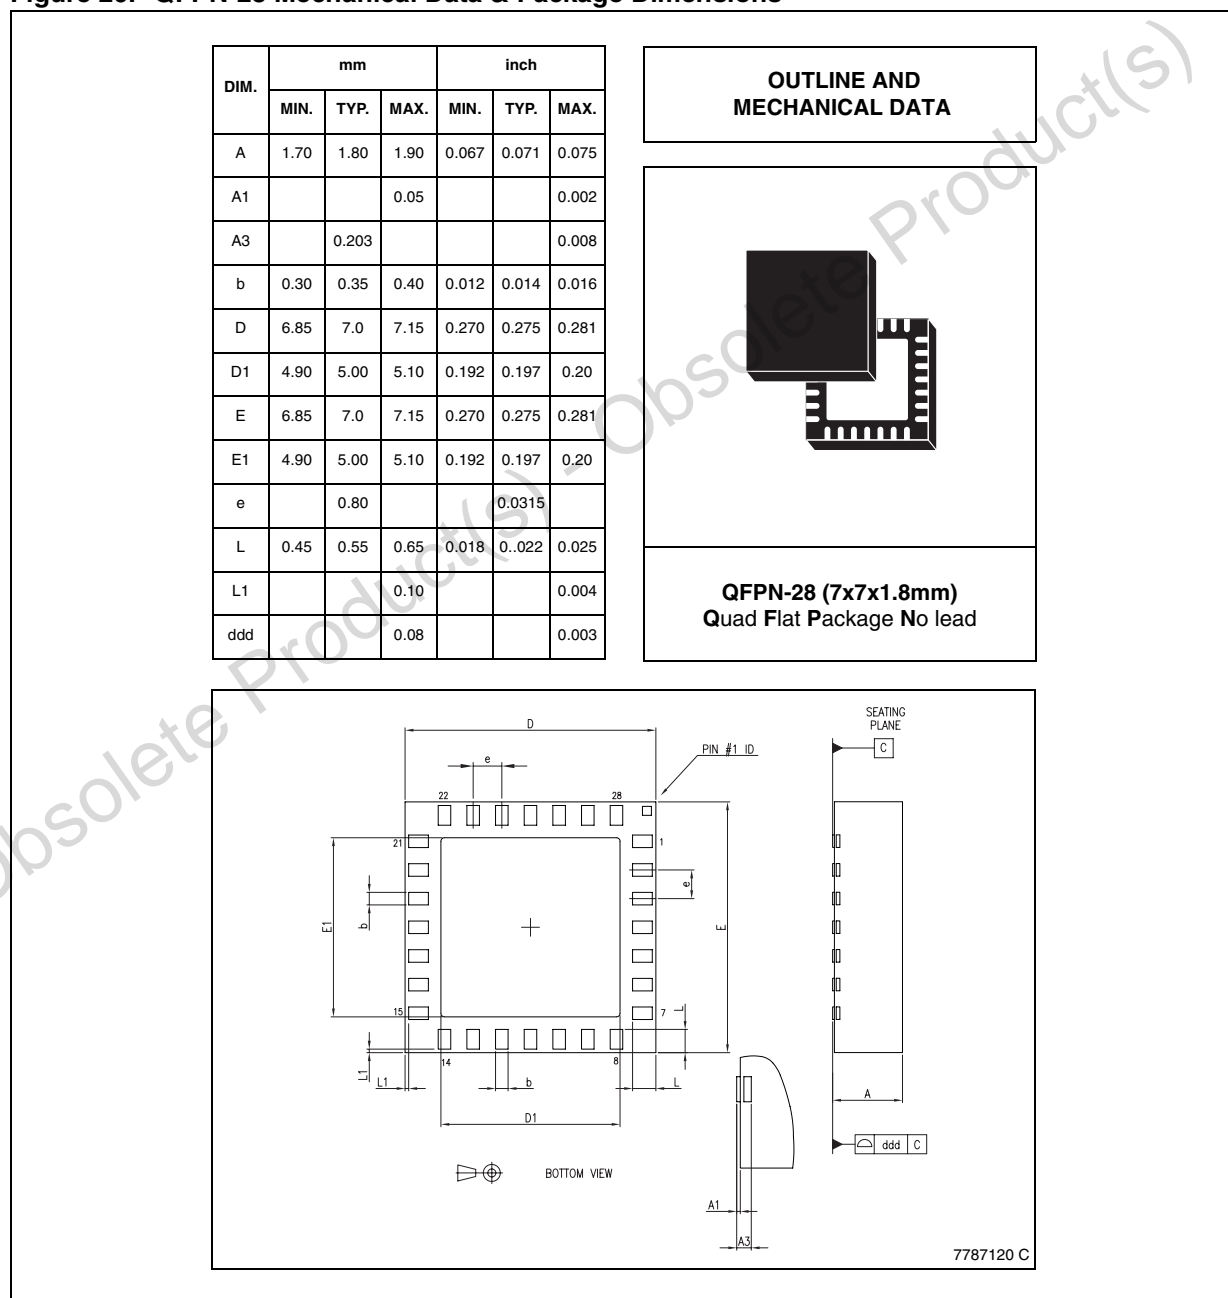 Figure 20. QFPN-28 Mechanical Data & Package Dimensions
DIM. mm inch
MIN. TYP. MAX. MIN. TYP. MAX.
A 1.70 1.80 1.90 0.067 0.071 0.075
A1 0.05 0.002
A3 0.203 0.008
b 0.30 0.35 0.40 0.012 0.014 0.016
D 6.85 7.0 7.15 0.270 0.275 0.281
D1 4.90 5.00 5.10 0.192 0.197 0.20
E 6.85 7.0 7.15 0.270 0.275 0.281
E1 4.90 5.00 5.10 0.192 0.197 0.20
e 0.80 0.0315
L 0.45 0.55 0.65 0.018 0..022 0.025
L1 0.10 0.004
ddd 0.08 0.003
OUTLINE AND
MECHANICAL DATA
QFPN-28 (7x7x1.8mm)
Quad Flat Package No lead
D
e
PIN #1 ID
22 28
21 1
e
b
E1
E
15 7
L
14 8
L1
L1
b
L
D1
BOTTOM VIEW
SEATING
PLANE
C
A
ddd C
A1
A3
7787120 C
Obsolete Product(s) - Obsolete Product(s)